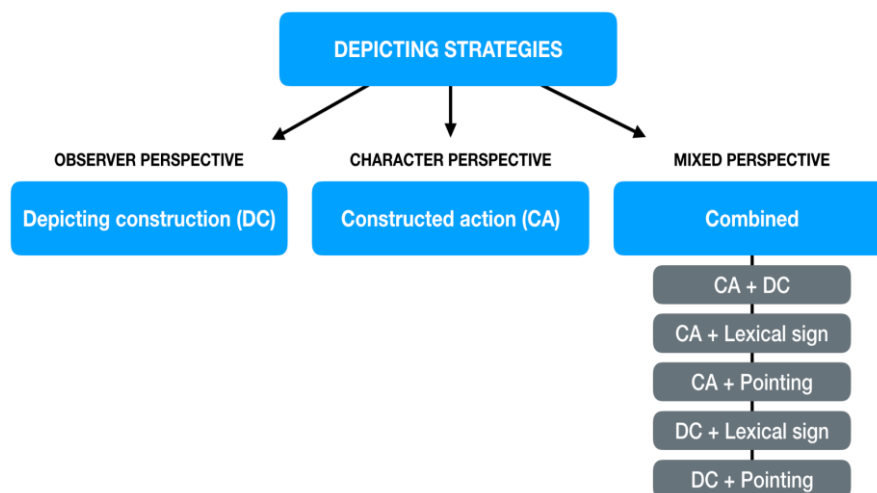 DEPICTING STRATEGIES
OBSERVER PERSPECTIVE
CHARACTER PERSPECTIVE
MIXED PERSPECTIVE
Depicting construction (DC)
Constructed action (CA)
Combined
CA + DC
CA + Lexical sign
CA + Pointing
DC + Lexical sign
DC + Pointing